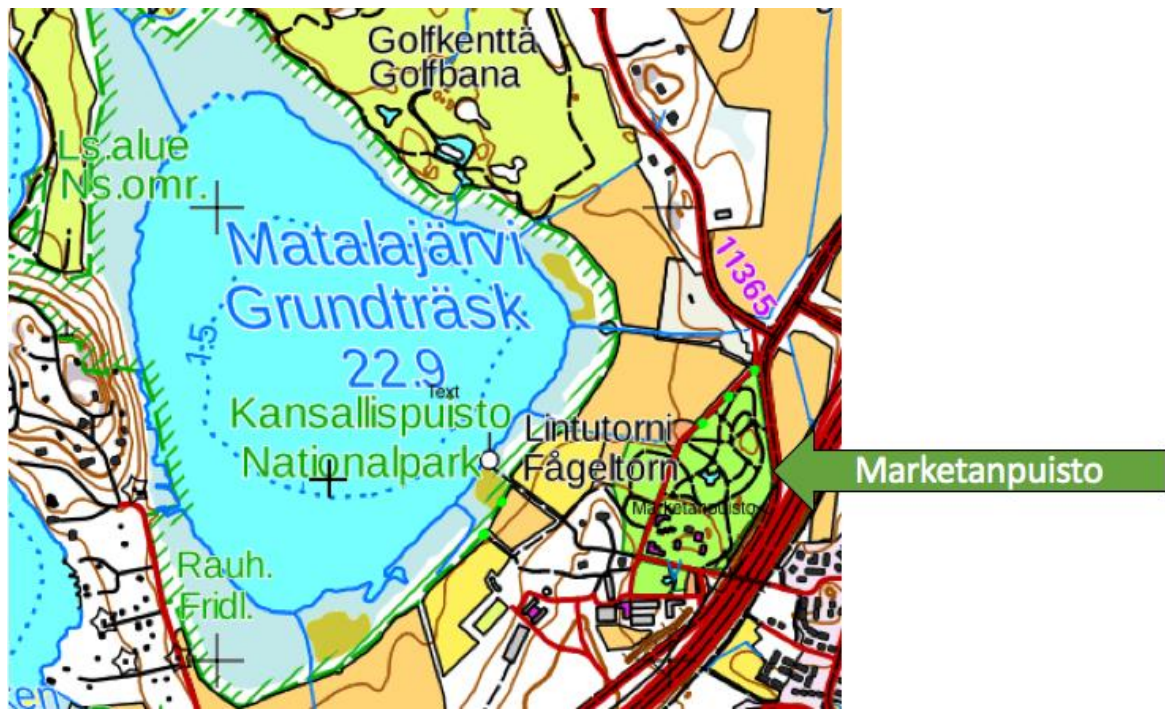 Golfkenttä
Golfbana
Ls.alue
Ns.omr.
11365
Matalajärvi
Grundträsk
1.5
22.9
Text
Kansallispuisto
Nationalpark
Lintutorni
Fågeltorn
Marketanpuisto
Marketanpuisto
Rauh.
Fridl.
ken